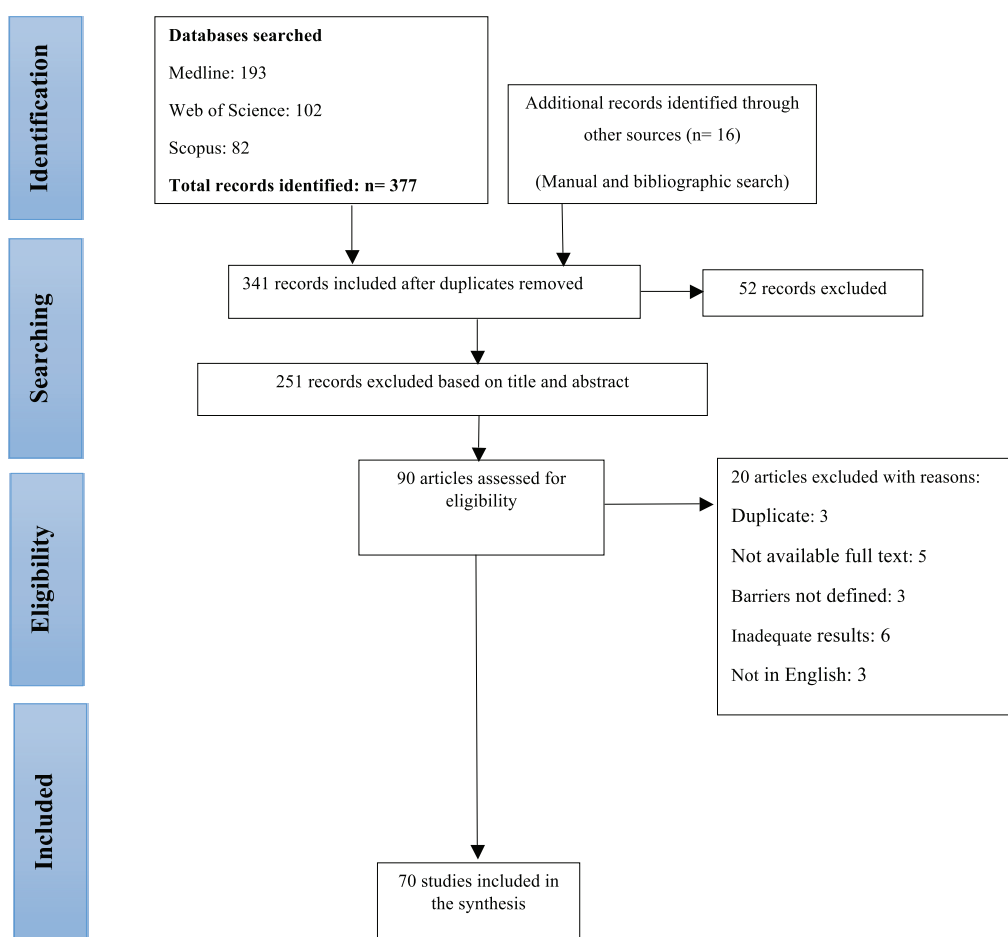 Identification
Databases searched
Medline: 193
Web of Science: 102
Scopus: 82
Total records identified: n= 377
Additional records identified through
other sources (n= 16)
(Manual and bibliographic search)
Searching
341 records included after duplicates removed
52 records excluded
251 records excluded based on title and abstract
Eligibility
90 articles assessed for
eligibility
20 articles excluded with reasons:
Duplicate: 3
Not available full text: 5
Barriers not defined: 3
Inadequate results: 6
Not in English: 3
Included
70 studies included in
the synthesis